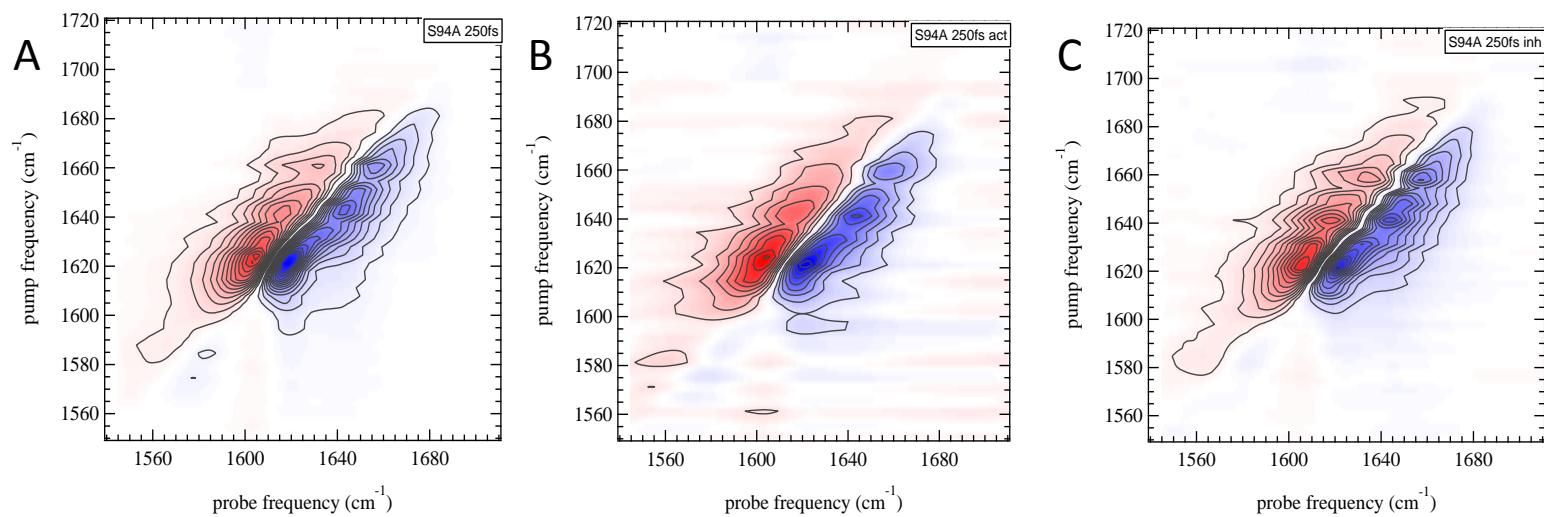 A
S94A 250fs
1720
1700
1680
1660
1640
1620
1600
1580
1560
pump frequency (cm-1)
1560 1600 1640 1680
probe frequency (cm-1)
B
S94A 250fs act
1720
1700
1680
1660
1640
1620
1600
1580
1560
pump frequency (cm-1)
1560 1600 1640 1680
probe frequency (cm-1)
C
S94A 250fs inh
1720
1700
1680
1660
1640
1620
1600
1580
1560
pump frequency (cm-1)
1560 1600 1640 1680
probe frequency (cm-1)